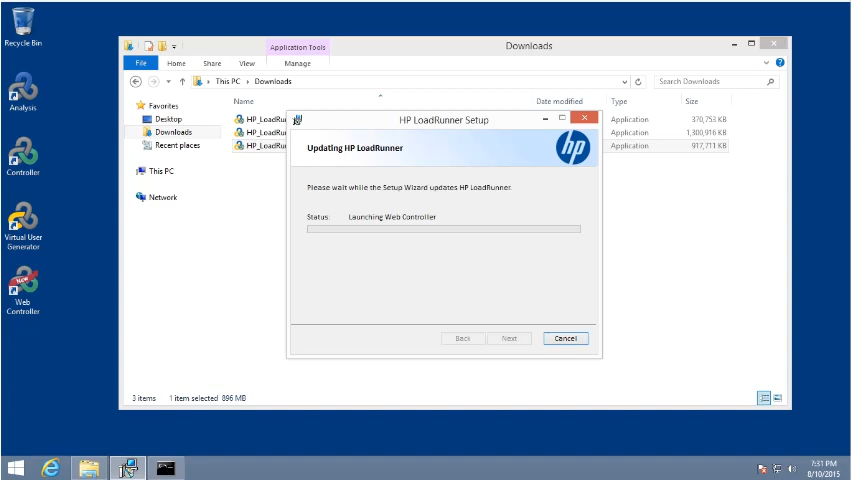 Recycle Bin
Analysis
Controller
Virtual User
Generator
New
Web
Controller
Application Tools
Downloads
File
Home
Share
View
Manage
This PC
Downloads
Search Downloads
Name
Date modified
Type
Size
Favorites
Desktop
Downloads
Recent places
This PC
Network
HP_LoadRu
Application
370,753 KB
HP_LoadRu
Application
1,300,916 KB
HP_LoadRu
Application
917,711 KB
HP LoadRunner Setup
Updating HP LoadRunner
hp
Please wait while the Setup Wizard updates HP LoadRunner.
Status:
Launching Web Controller
Back
Next
Cancel
3 items
1 item selected 896 MB
7:31 PM
8/10/2015